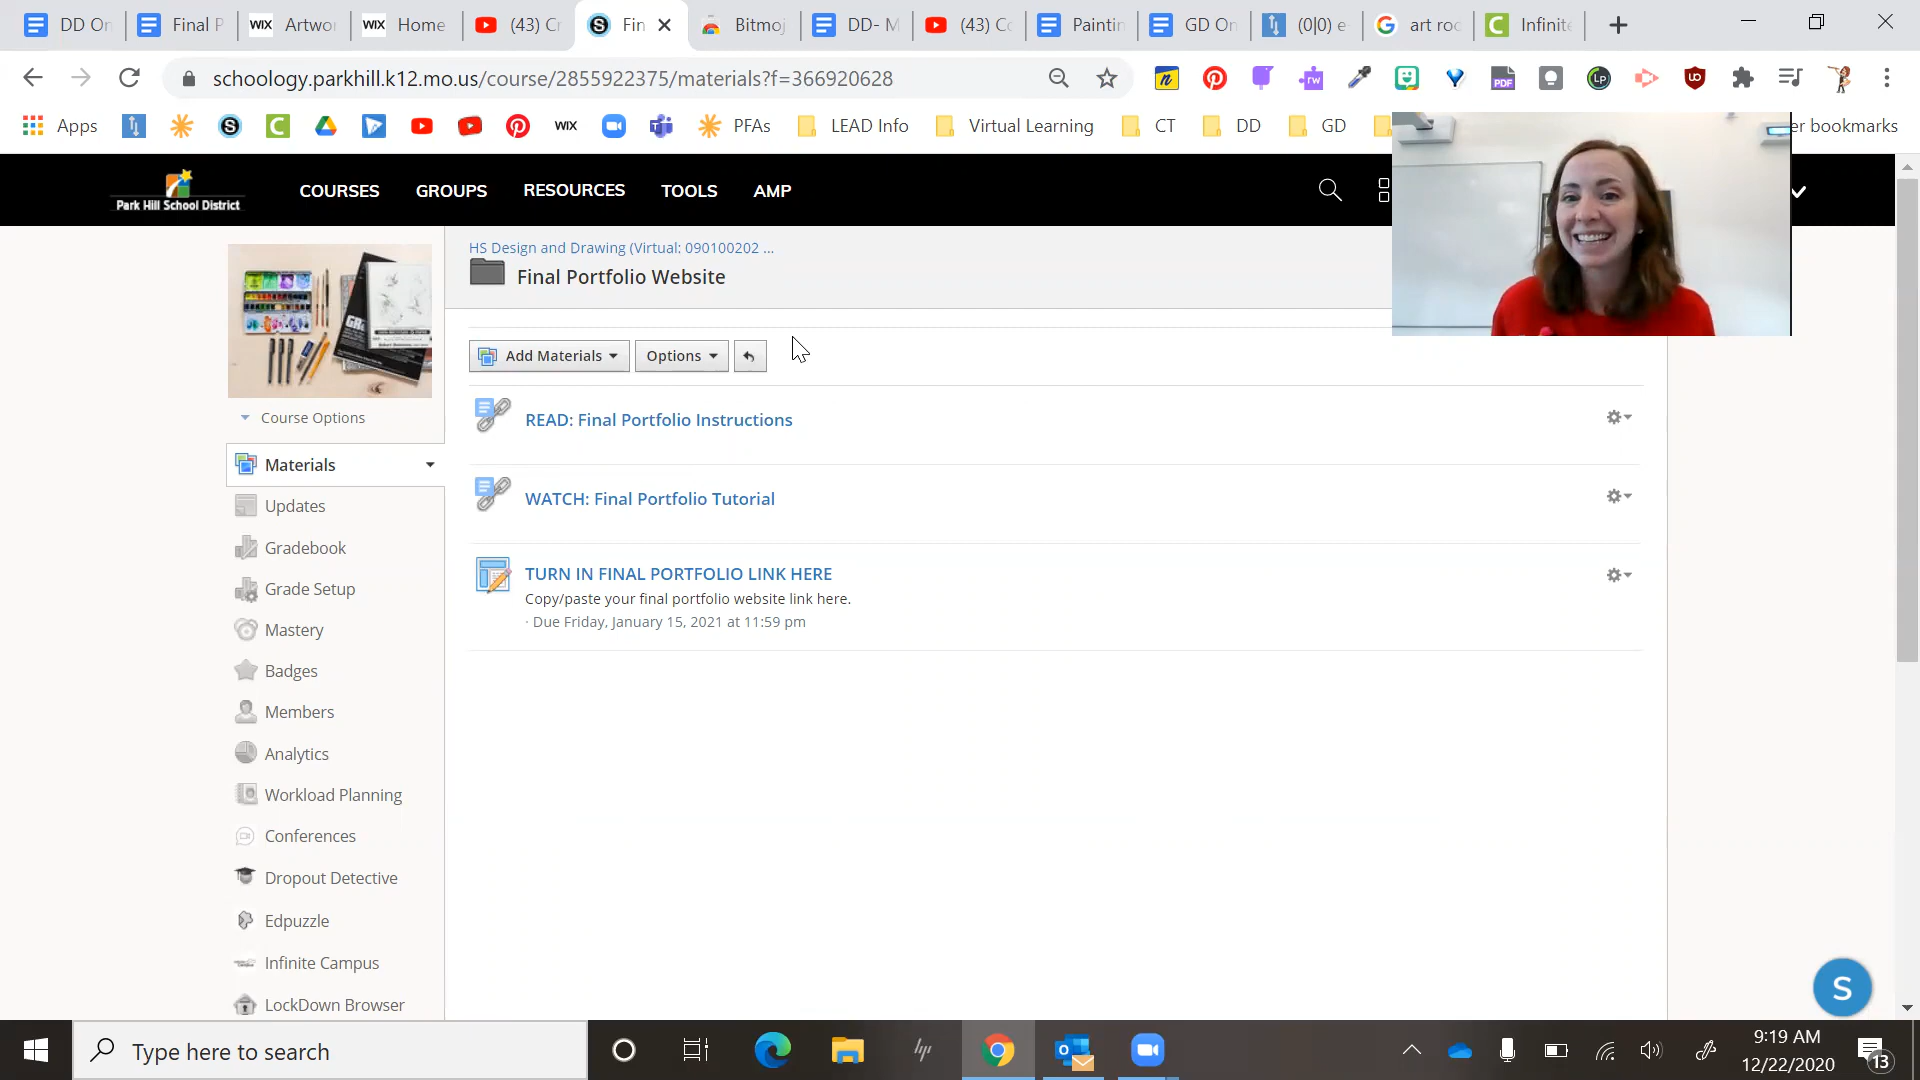 DD On
Final P
WIX Artwo
WIX Home
(43) Cr
Fin
Bitmoj
DD- M
(43) Co
Paintin
GD On
(0|0) e
art roo
Infinit
schoology.parkhill.k12.mo.us/course/2855922375/materials?f=366920628
Apps
WIX
PFAs
LEAD Info
Virtual Learning
CT
DD
GD
er bookmarks
Park Hill School District
COURSES
GROUPS
RESOURCES
TOOLS
AMP
HS Design and Drawing (Virtual: 090100202 ...
Final Portfolio Website
Add Materials
Options
READ: Final Portfolio Instructions
WATCH: Final Portfolio Tutorial
TURN IN FINAL PORTFOLIO LINK HERE
Copy/paste your final portfolio website link here.
· Due Friday, January 15, 2021 at 11:59 pm
Course Options
Materials
Updates
Gradebook
Grade Setup
Mastery
Badges
Members
Analytics
Workload Planning
Conferences
Dropout Detective
Edpuzzle
Infinite Campus
LockDown Browser
S
Type here to search
9:19 AM
12/22/2020
13